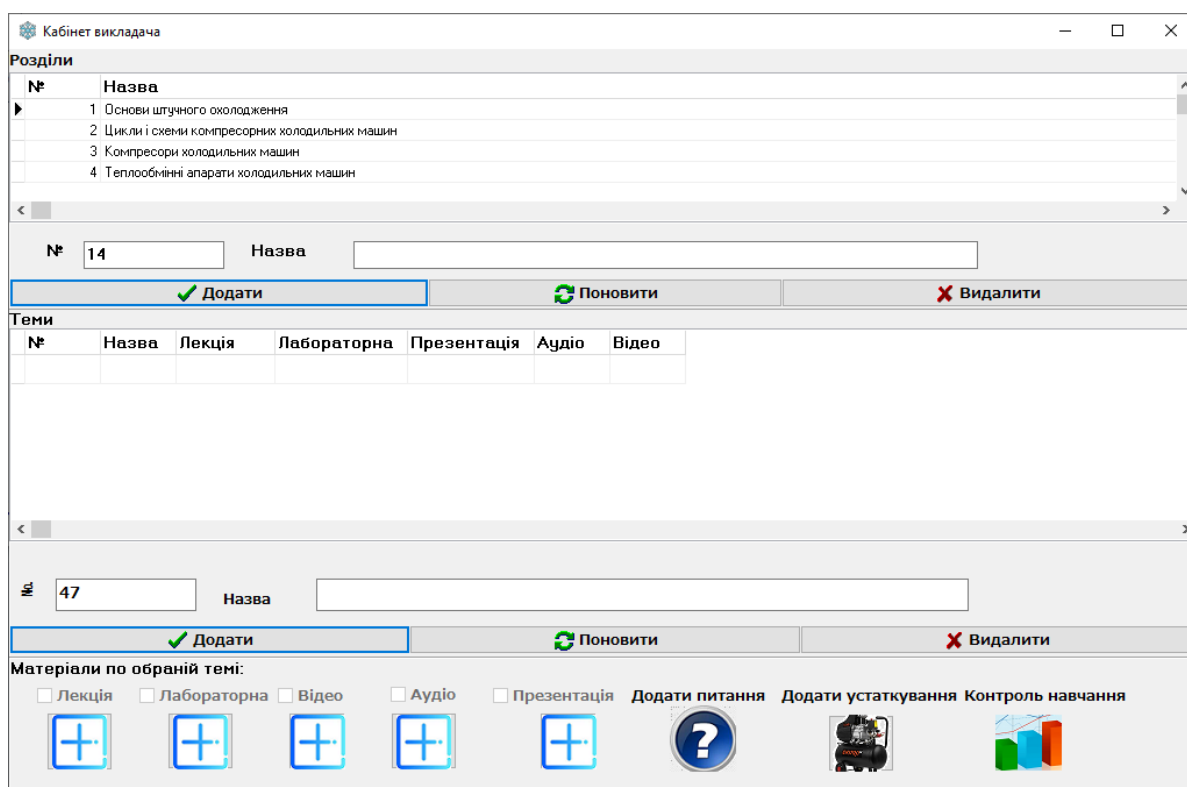 Кабінет викладача
Розділи
№ Назва
1 Основи штучного охолодження
2 Цикли і схеми компресорних холодильних машин
3 Компресори холодильних машин
4 Теплообмінні апарати холодильних машин
№ 14 Назва
Додати Поновити Видалити
Теми
№ Назва Лекція Лабораторна Презентація Аудіо Відео
№ 47 Назва
Додати Поновити Видалити
Матеріали по обраній темі:
Лекція Лабораторна Відео Аудіо Презентація Додати питання Додати устаткування Контроль навчання